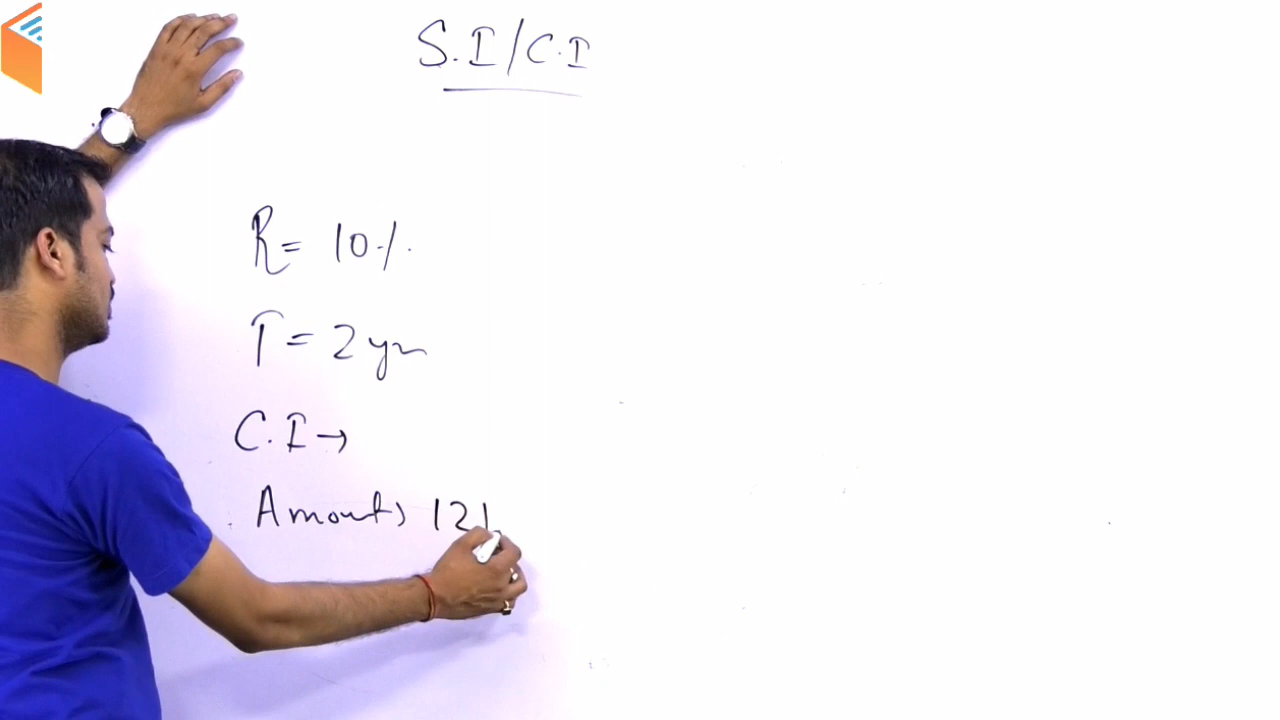 S.I/C.I
R = 10%
T = 2 yr
C.I →
Amount → 121